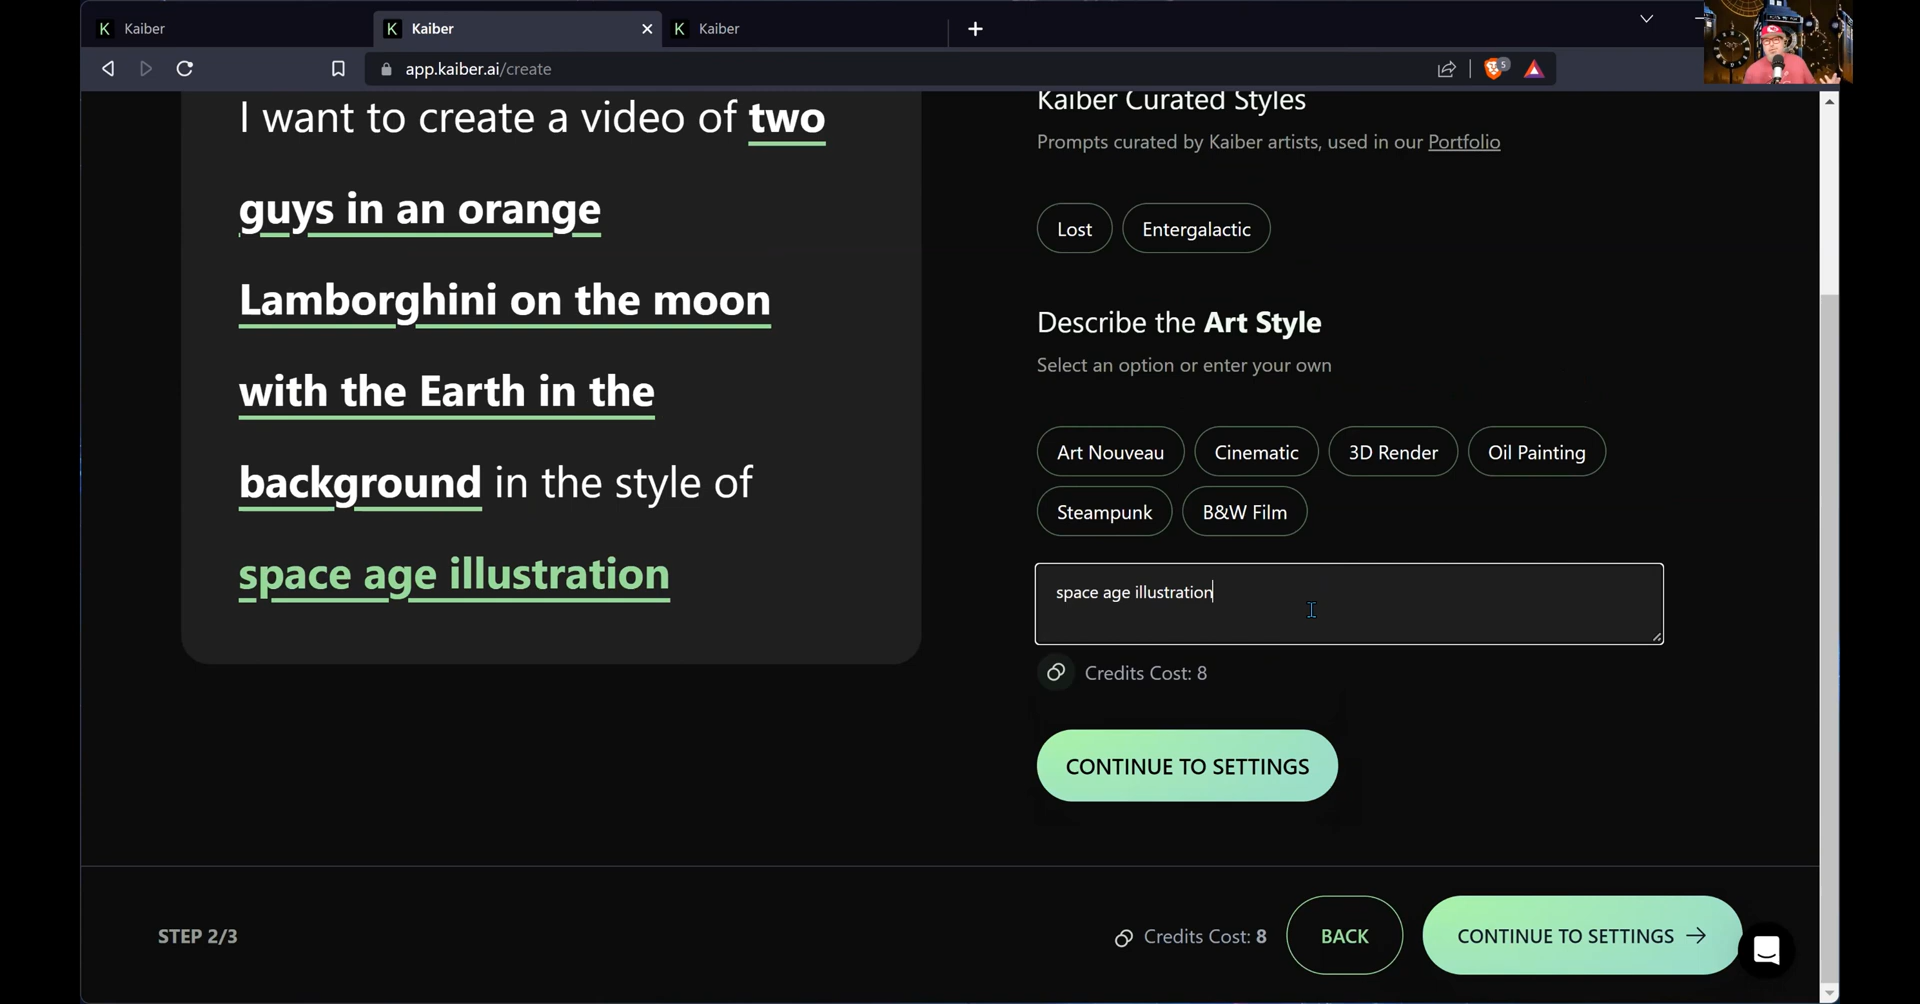 Kaiber
Kaiber
Kaiber
app.kaiber.ai/create
5
I want to create a video of two
guys in an orange
Lamborghini on the moon
with the Earth in the
background in the style of
space age illustration
Kaiber Curated Styles
Prompts curated by Kaiber artists, used in our Portfolio
Lost
Entergalactic
Describe the Art Style
Select an option or enter your own
Art Nouveau
Cinematic
3D Render
Oil Painting
Steampunk
B&W Film
space age illustration
Credits Cost: 8
CONTINUE TO SETTINGS
STEP 2/3
Credits Cost: 8
BACK
CONTINUE TO SETTINGS